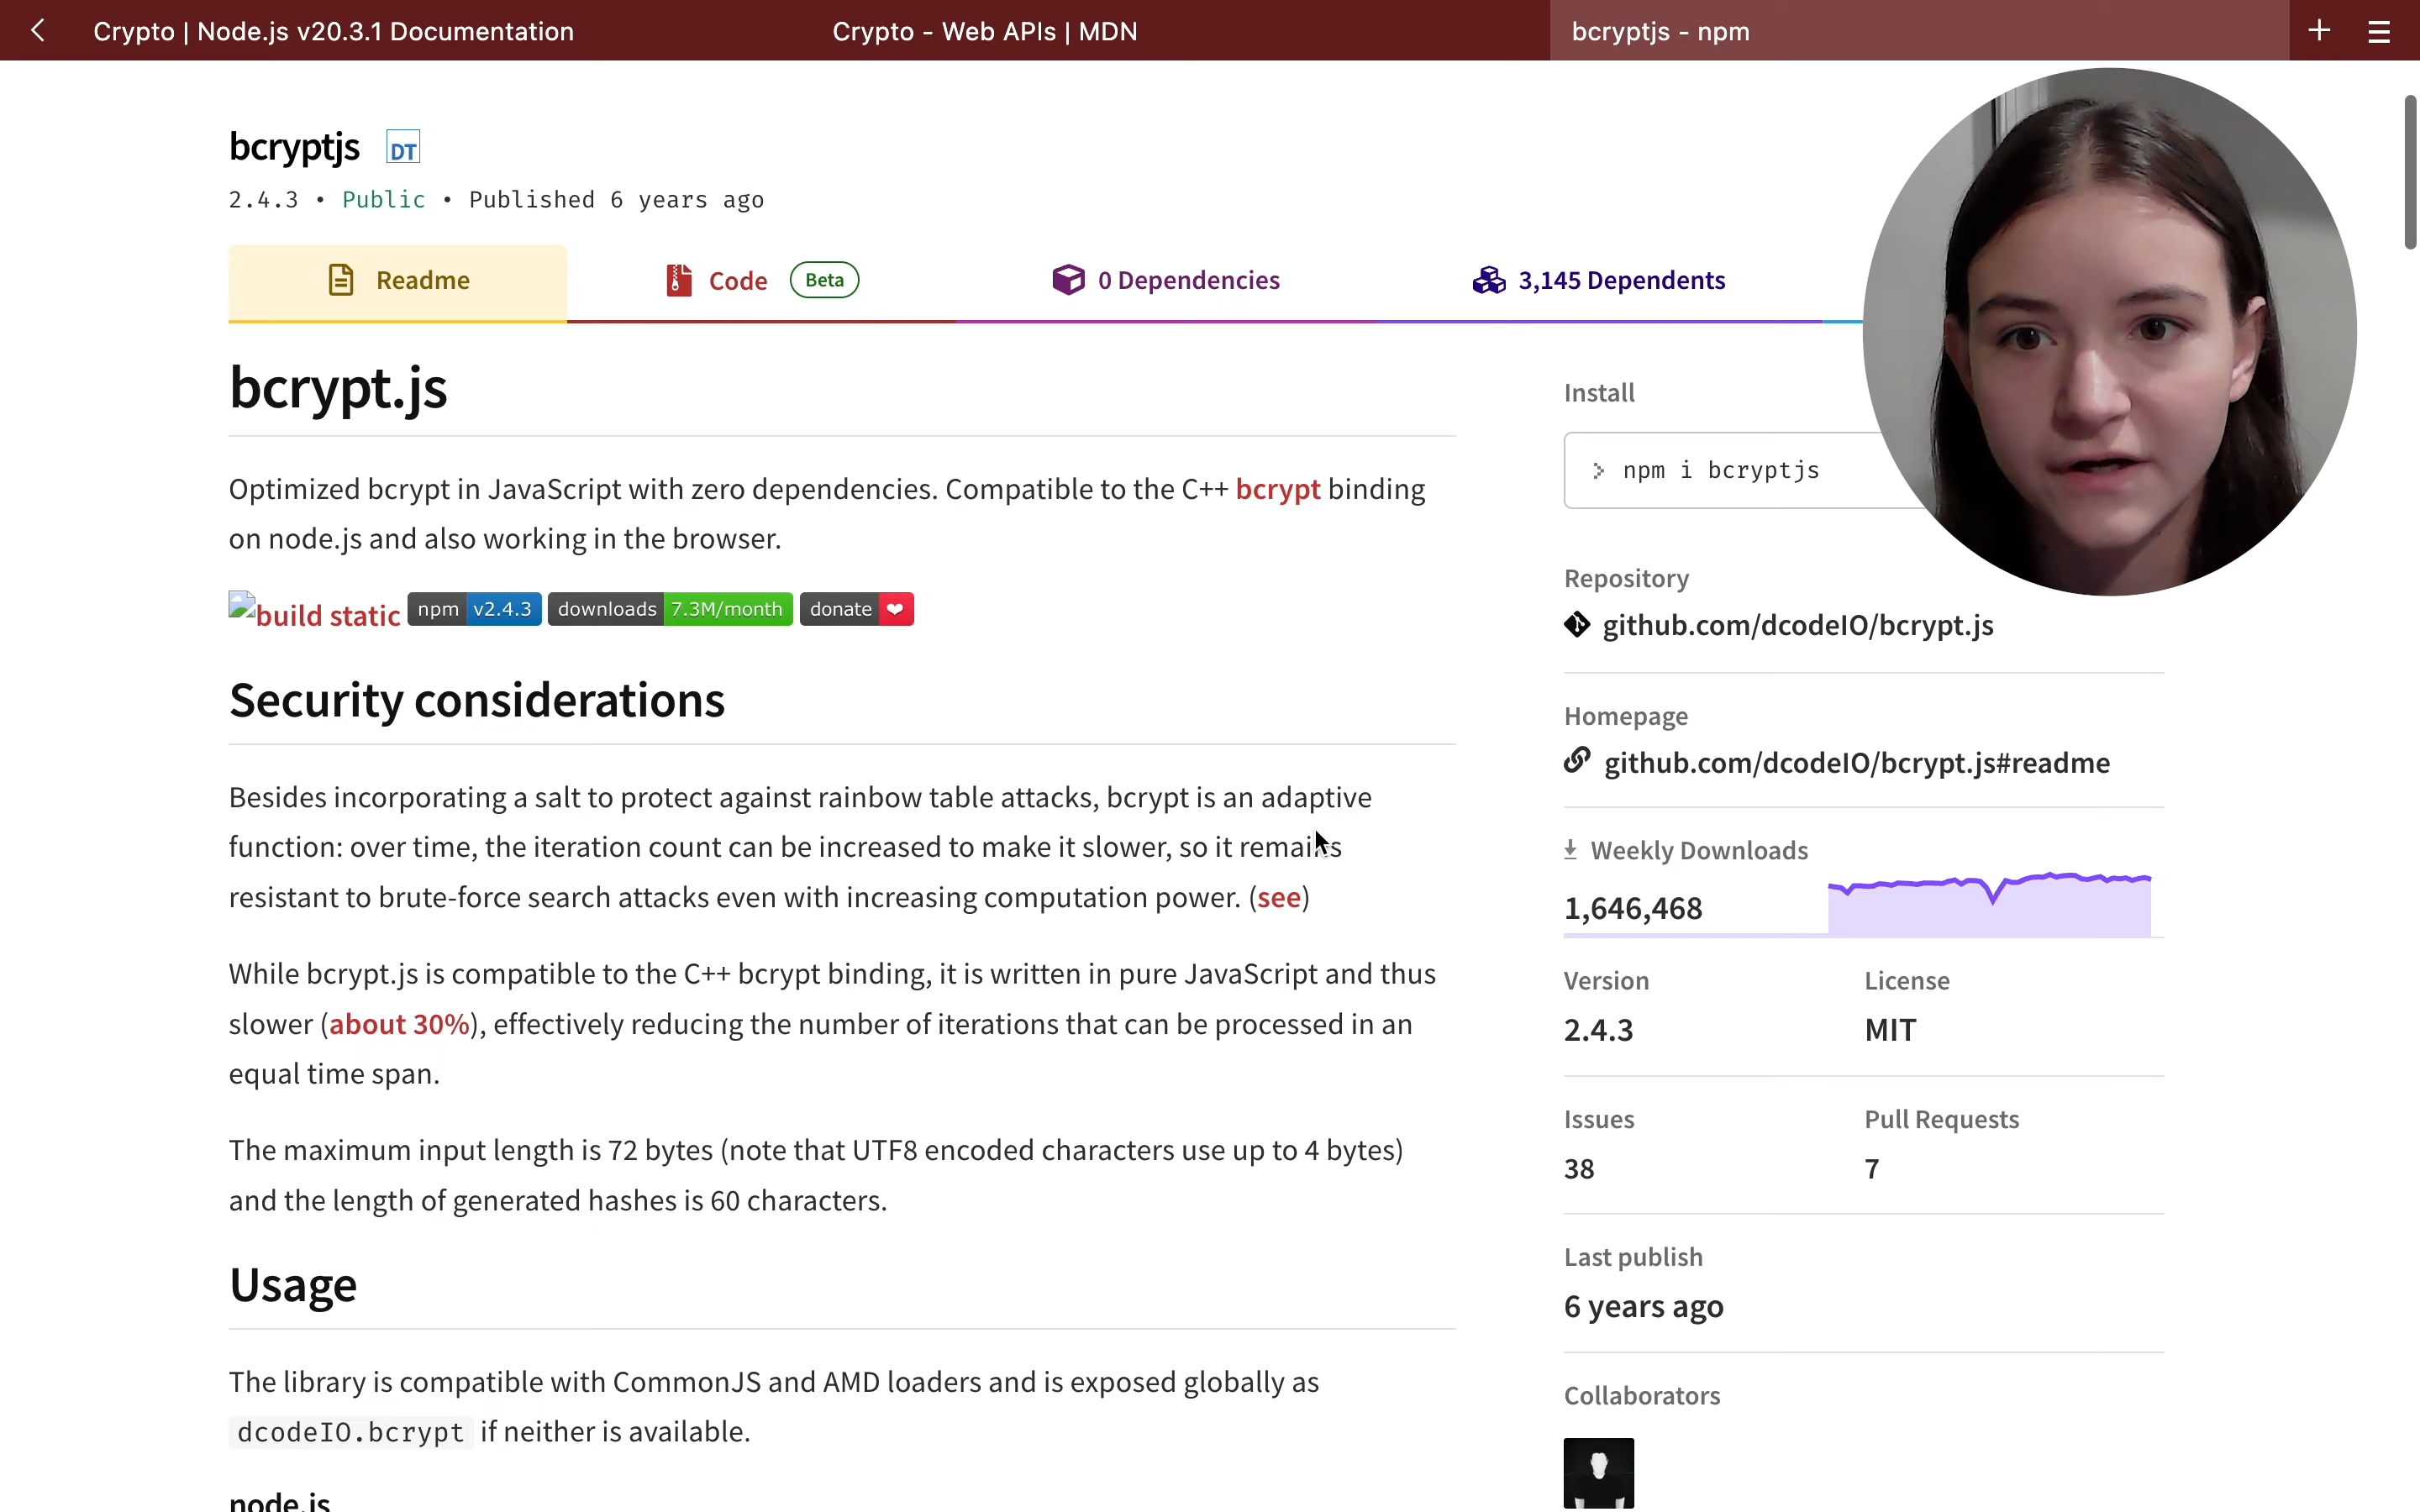 Crypto | Node.js v20.3.1 Documentation
Crypto - Web APIs | MDN
bcryptjs - npm
bcryptjs DT
2.4.3 • Public • Published 6 years ago
Readme
Code Beta
0 Dependencies
3,145 Dependents
bcrypt.js
Optimized bcrypt in JavaScript with zero dependencies. Compatible to the C++ bcrypt binding
on node.js and also working in the browser.
build static npm v2.4.3 downloads 7.3M/month donate ❤
Security considerations
Besides incorporating a salt to protect against rainbow table attacks, bcrypt is an adaptive
function: over time, the iteration count can be increased to make it slower, so it remains
resistant to brute-force search attacks even with increasing computation power. (see)
While bcrypt.js is compatible to the C++ bcrypt binding, it is written in pure JavaScript and thus
slower (about 30%), effectively reducing the number of iterations that can be processed in an
equal time span.
The maximum input length is 72 bytes (note that UTF8 encoded characters use up to 4 bytes)
and the length of generated hashes is 60 characters.
Usage
The library is compatible with CommonJS and AMD loaders and is exposed globally as
dcodeIO.bcrypt if neither is available.
node.js
Install
> npm i bcryptjs
Repository
github.com/dcodeIO/bcrypt.js
Homepage
github.com/dcodeIO/bcrypt.js#readme
Weekly Downloads
1,646,468
Version
License
2.4.3
MIT
Issues
Pull Requests
38
7
Last publish
6 years ago
Collaborators